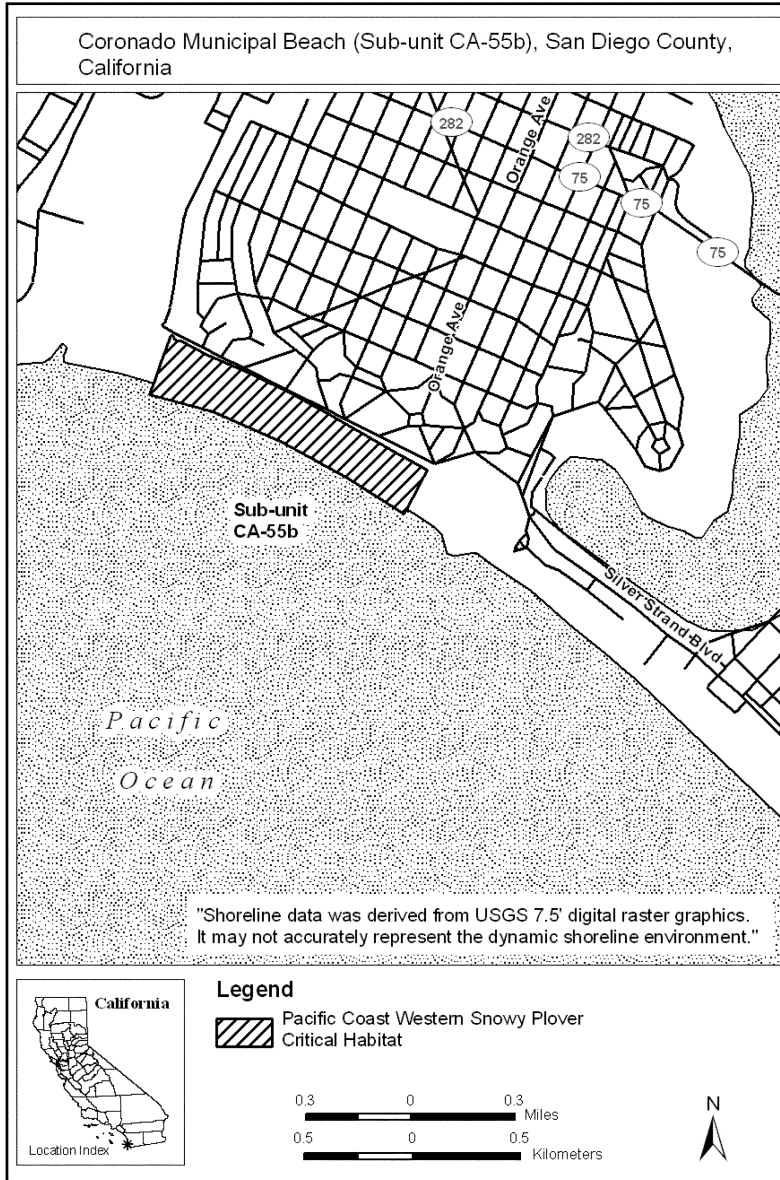 Coronado Municipal Beach (Sub-unit CA-55b), San Diego County,
California
282
Orange Ave
282
75
75
75
Orange Ave
Sub-unit
CA-55b
Silver Strand Blvd
Pacific
Ocean
"Shoreline data was derived from USGS 7.5' digital raster graphics.
It may not accurately represent the dynamic shoreline environment."
California
Location Index
Legend
Pacific Coast Western Snowy Plover
Critical Habitat
0.3 0 0.3
Miles
0.5 0 0.5
Kilometers
N